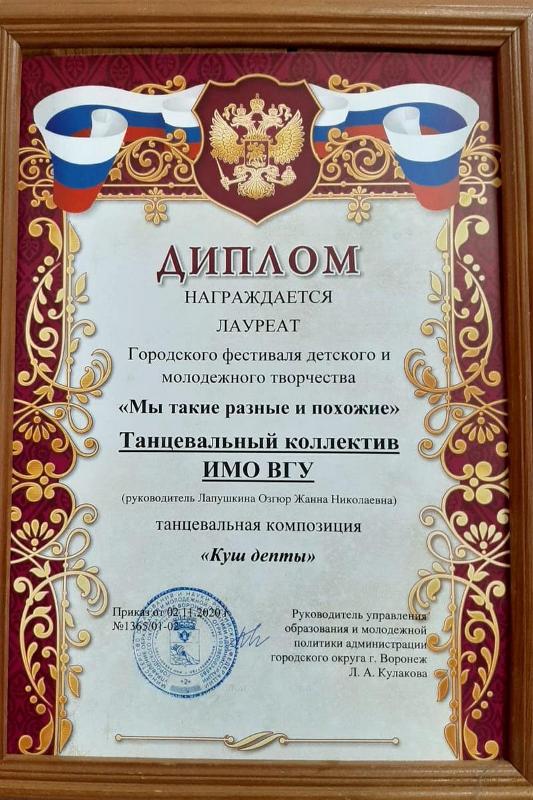 ДИПЛОМ
НАГРАЖДАЕТСЯ
ЛАУРЕАТ
Городского фестиваля детского и
молодежного творчества
«Мы такие разные и похожие»
Танцевальный коллектив
ИМО ВГУ
(руководитель Лапушкина Озгюр Жанна Николаевна)
танцевальная композиция
«Куш депты»
Приказ от 02.11.2020 г.
№1365/01-02
Руководитель управления
образования и молодежной
политики администрации
городского округа г. Воронеж
Л. А. Кулакова